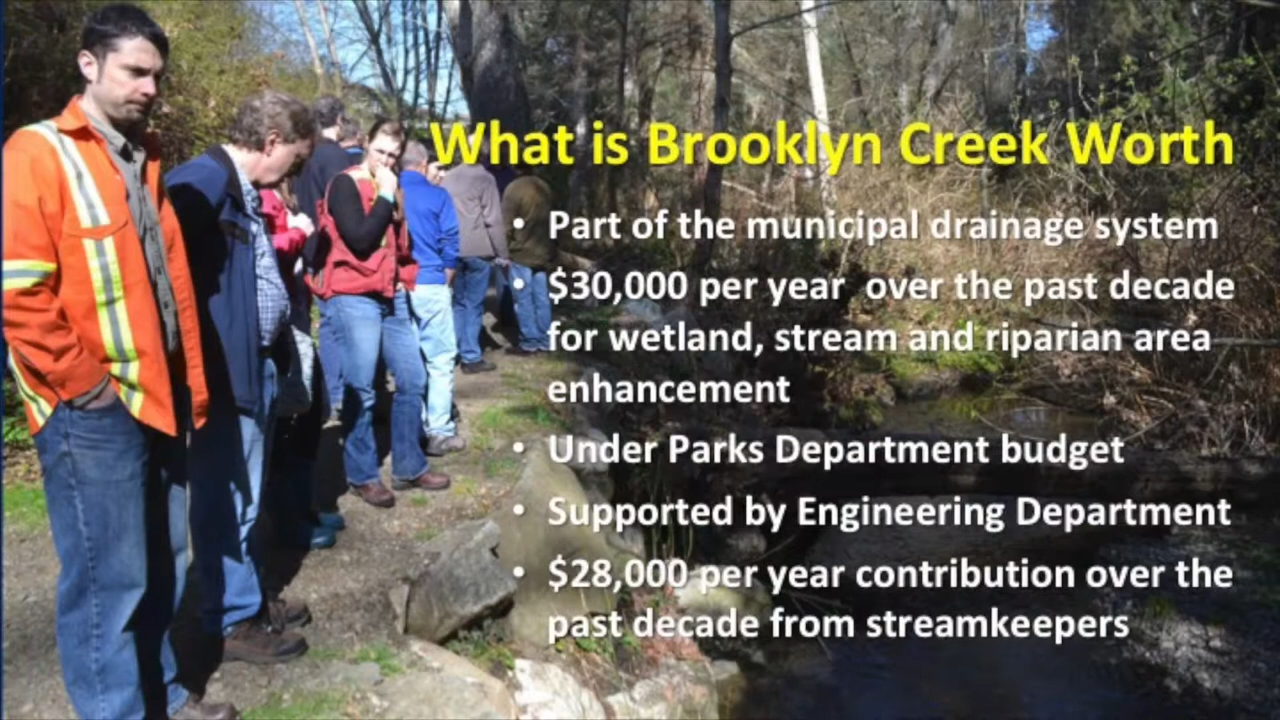 What is Brooklyn Creek Worth
• Part of the municipal drainage system
• $30,000 per year  over the past decade
for wetland, stream and riparian area
enhancement
• Under Parks Department budget
• Supported by Engineering Department
• $28,000 per year contribution over the
past decade from streamkeepers